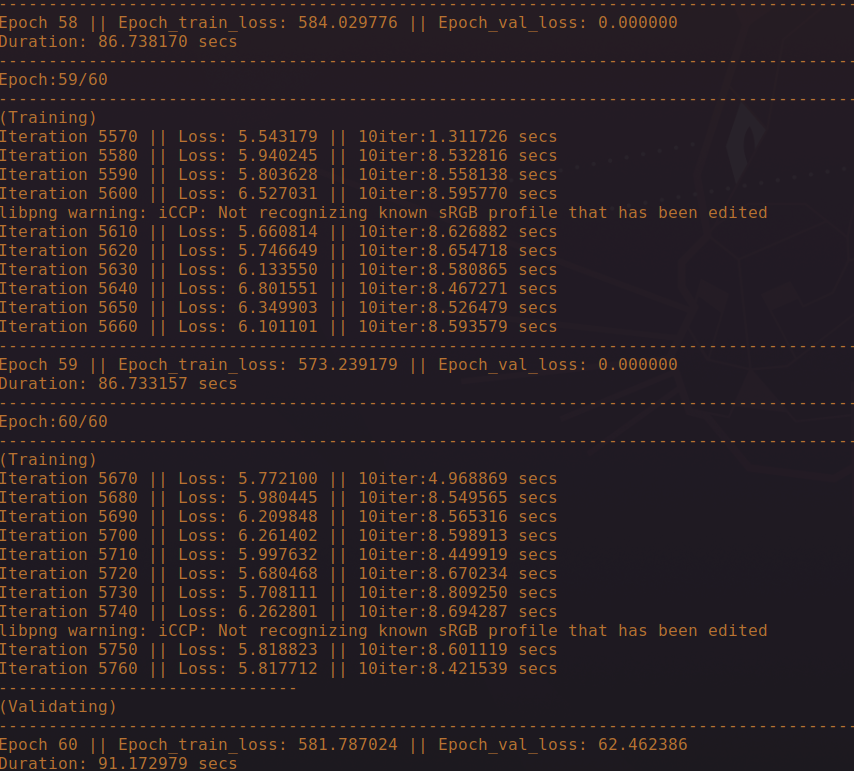 --------------------------------------------------------------------------------------
Epoch 58 || Epoch_train_loss: 584.029776 || Epoch_val_loss: 0.000000
Duration: 86.738170 secs
--------------------------------------------------------------------------------------
Epoch:59/60
--------------------------------------------------------------------------------------
(Training)
Iteration 5570 || Loss: 5.543179 || 10iter:1.311726 secs
Iteration 5580 || Loss: 5.940245 || 10iter:8.532816 secs
Iteration 5590 || Loss: 5.803628 || 10iter:8.558138 secs
Iteration 5600 || Loss: 6.527031 || 10iter:8.595770 secs
libpng warning: iCCP: Not recognizing known sRGB profile that has been edited
Iteration 5610 || Loss: 5.660814 || 10iter:8.626882 secs
Iteration 5620 || Loss: 5.746649 || 10iter:8.654718 secs
Iteration 5630 || Loss: 6.133550 || 10iter:8.580865 secs
Iteration 5640 || Loss: 6.801551 || 10iter:8.467271 secs
Iteration 5650 || Loss: 6.349903 || 10iter:8.526479 secs
Iteration 5660 || Loss: 6.101101 || 10iter:8.593579 secs
--------------------------------------------------------------------------------------
Epoch 59 || Epoch_train_loss: 573.239179 || Epoch_val_loss: 0.000000
Duration: 86.733157 secs
--------------------------------------------------------------------------------------
Epoch:60/60
--------------------------------------------------------------------------------------
(Training)
Iteration 5670 || Loss: 5.772100 || 10iter:4.968869 secs
Iteration 5680 || Loss: 5.980445 || 10iter:8.549565 secs
Iteration 5690 || Loss: 6.209848 || 10iter:8.565316 secs
Iteration 5700 || Loss: 6.261402 || 10iter:8.598913 secs
Iteration 5710 || Loss: 5.997632 || 10iter:8.449919 secs
Iteration 5720 || Loss: 5.680468 || 10iter:8.670234 secs
Iteration 5730 || Loss: 5.708111 || 10iter:8.809250 secs
Iteration 5740 || Loss: 6.262801 || 10iter:8.694287 secs
libpng warning: iCCP: Not recognizing known sRGB profile that has been edited
Iteration 5750 || Loss: 5.818823 || 10iter:8.601119 secs
Iteration 5760 || Loss: 5.817712 || 10iter:8.421539 secs
------------------------------
(Validating)
--------------------------------------------------------------------------------------
Epoch 60 || Epoch_train_loss: 581.787024 || Epoch_val_loss: 62.462386
Duration: 91.172979 secs